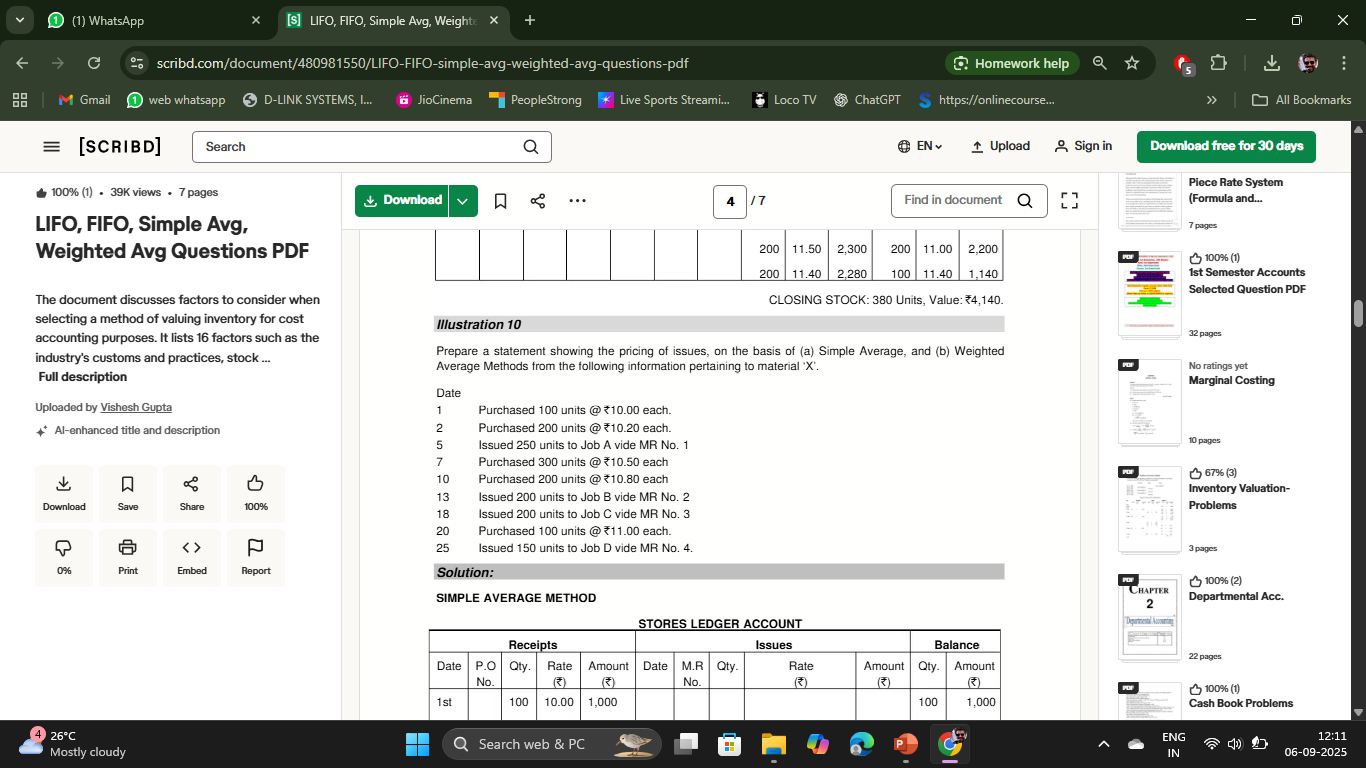 (1) WhatsApp
LIFO, FIFO, Simple Avg, Weighte
scribd.com/document/480981550/LIFO-FIFO-simple-avg-weighted-avg-questions-pdf
Homework help
5
Gmail
web whatsapp
D-LINK SYSTEMS, I...
JioCinema
PeopleStrong
Live Sports Streami...
Loco TV
ChatGPT
https://onlinecourse...
»
All Bookmarks
[SCRIBD]
Search
EN
Upload
Sign in
Download free for 30 days
100% (1) • 39K views • 7 pages
LIFO, FIFO, Simple Avg,
Weighted Avg Questions PDF
The document discusses factors to consider when
selecting a method of valuing inventory for cost
accounting purposes. It lists 16 factors such as the
industry's customs and practices, stock ...
Full description
Uploaded by Vishesh Gupta
AI-enhanced title and description
Download
Save
Share
100%
0%
Print
Embed
Report
Download
4 / 7
Find in document
200 11.50 2,300 200 11.00 2,200
200 11.40 2,280 100 11.40 1,140
CLOSING STOCK: 380 Units, Value: ₹4,140.
Illustration 10
Prepare a statement showing the pricing of issues, on the basis of (a) Simple Average, and (b) Weighted
Average Methods from the following information pertaining to material 'X'.
Date
1 Purchased 100 units @ ₹10.00 each.
2 Purchased 200 units @ ₹10.20 each.
5 Issued 250 units to Job A vide MR No. 1
7 Purchased 300 units @ ₹10.50 each
10 Purchased 200 units @ ₹10.80 each
13 Issued 200 units to Job B vide MR No. 2
18 Issued 200 units to Job C vide MR No. 3
20 Purchased 100 units @ ₹11.00 each.
25 Issued 150 units to Job D vide MR No. 4.
Solution:
SIMPLE AVERAGE METHOD
STORES LEDGER ACCOUNT
Receipts Issues Balance
Date P.O Qty. Rate Amount Date M.R Qty. Rate Amount Qty. Amount
No. (₹) (₹) No. (₹) (₹) (₹)
1st 100 10.00 1,000 100 1,000
Piece Rate System
(Formula and...
7 pages
PDF
100% (1)
1st Semester Accounts
Selected Question PDF
32 pages
PDF
No ratings yet
Marginal Costing
10 pages
PDF
67% (3)
Inventory Valuation-
Problems
3 pages
PDF
CHAPTER
2
Departmental Accounting
100% (2)
Departmental Acc.
22 pages
PDF
100% (1)
Cash Book Problems
4
26°C
Mostly cloudy
Search web & PC
ENG
IN
12:11
06-09-2025